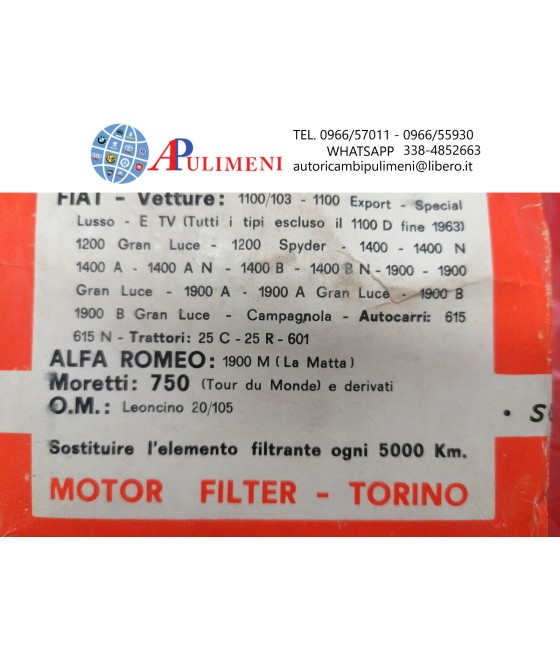 APULIMENI
TEL. 0966/57011 - 0966/55930
WHATSAPP 338-4852663
autoricambipulimeni@libero.it
FIAT - Vetture: 1100/103 - 1100 Export - Special
Lusso - E TV (Tutti i tipi escluso il 1100 D fine 1963)
1200 Gran Luce - 1200 Spyder - 1400 - 1400 N
1400 A - 1400 A N - 1400 B - 1400 B N - 1900 - 1900
Gran Luce - 1900 A - 1900 A Gran Luce - 1900 B
1900 B Gran Luce - Campagnola - Autocarri: 615
615 N - Trattori: 25 C - 25 R - 601
ALFA ROMEO: 1900 M (La Matta)
Moretti: 750 (Tour du Monde) e derivati
O.M.: Leoncino 20/105
Sostituire l'elemento filtrante ogni 5000 Km.
MOTOR FILTER - TORINO